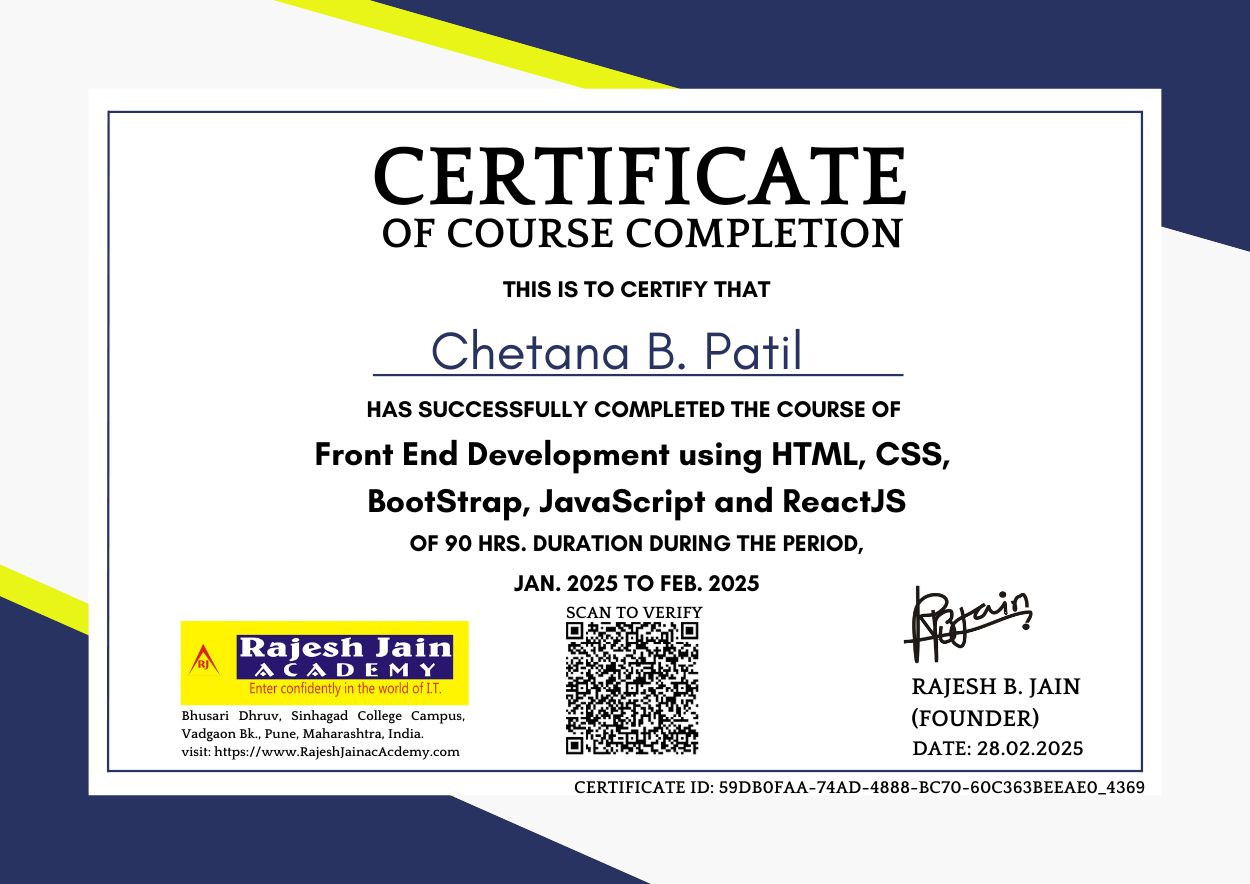 CERTIFICATE
OF COURSE COMPLETION
THIS IS TO CERTIFY THAT
Chetana B. Patil
HAS SUCCESSFULLY COMPLETED THE COURSE OF
Front End Development using HTML, CSS,
BootStrap, JavaScript and ReactJS
OF 90 HRS. DURATION DURING THE PERIOD,
JAN. 2025 TO FEB. 2025
SCAN TO VERIFY
RJ
Rajesh Jain
ACADEMY
Enter confidently in the world of I.T.
Bhusari Dhruv, Sinhagad College Campus,
Vadgaon Bk., Pune, Maharashtra, India.
visit: https://www.RajeshJainacAcdemy.com
RBJain
RAJESH B. JAIN
(FOUNDER)
DATE: 28.02.2025
CERTIFICATE ID: 59DB0FAA-74AD-4888-BC70-60C363BEEAE0_4369